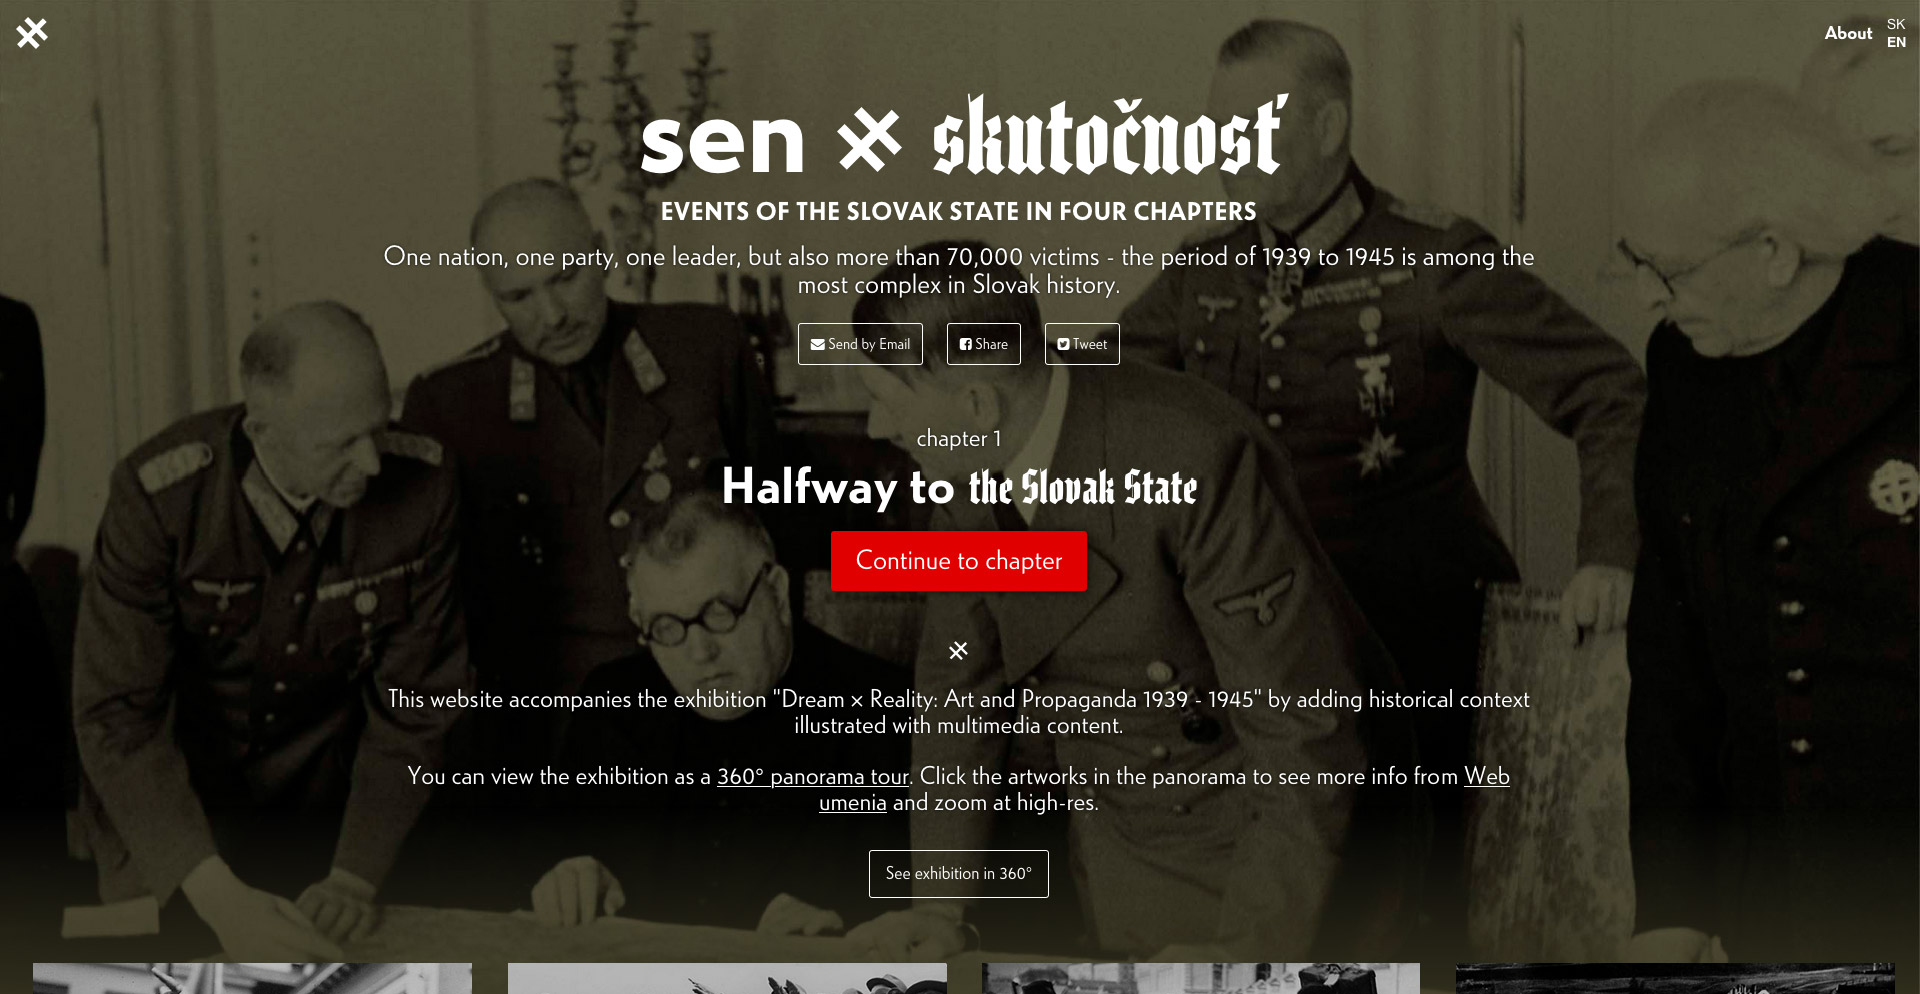 About
SK
EN
sen × skutočnosť
EVENTS OF THE SLOVAK STATE IN FOUR CHAPTERS
One nation, one party, one leader, but also more than 70,000 victims - the period of 1939 to 1945 is among the
most complex in Slovak history.
Send by Email
Share
Tweet
chapter 1
Halfway to the Slovak State
Continue to chapter
This website accompanies the exhibition "Dream × Reality: Art and Propaganda 1939 - 1945" by adding historical context
illustrated with multimedia content.
You can view the exhibition as a 360° panorama tour. Click the artworks in the panorama to see more info from Web
umenia and zoom at high-res.
See exhibition in 360°